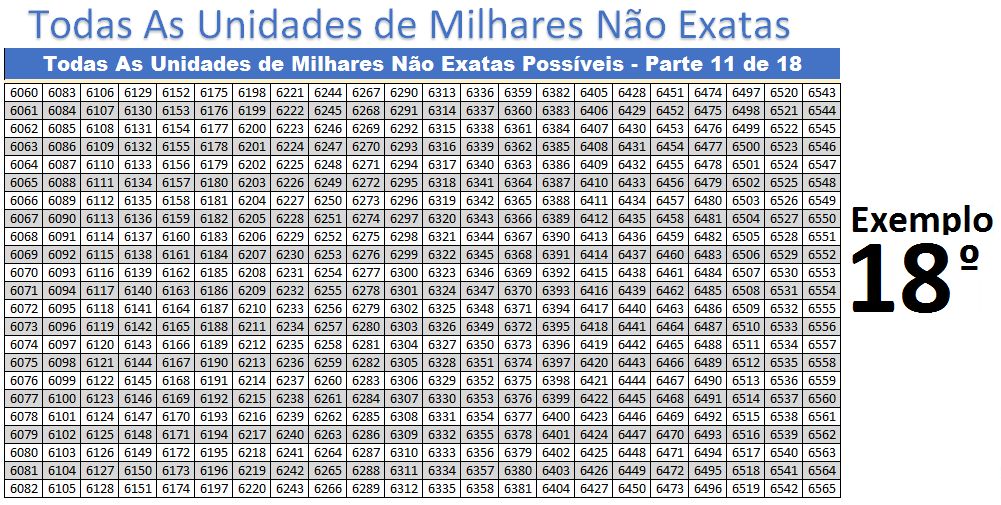 Todas As Unidades de Milhares Não Exatas
Todas As Unidades de Milhares Não Exatas Possíveis - Parte 11 de 18
6060 6083 6106 6129 6152 6175 6198 6221 6244 6267 6290 6313 6336 6359 6382 6405 6428 6451 6474 6497 6520 6543
6061 6084 6107 6130 6153 6176 6199 6222 6245 6268 6291 6314 6337 6360 6383 6406 6429 6452 6475 6498 6521 6544
6062 6085 6108 6131 6154 6177 6200 6223 6246 6269 6292 6315 6338 6361 6384 6407 6430 6453 6476 6499 6522 6545
6063 6086 6109 6132 6155 6178 6201 6224 6247 6270 6293 6316 6339 6362 6385 6408 6431 6454 6477 6500 6523 6546
6064 6087 6110 6133 6156 6179 6202 6225 6248 6271 6294 6317 6340 6363 6386 6409 6432 6455 6478 6501 6524 6547
6065 6088 6111 6134 6157 6180 6203 6226 6249 6272 6295 6318 6341 6364 6387 6410 6433 6456 6479 6502 6525 6548
6066 6089 6112 6135 6158 6181 6204 6227 6250 6273 6296 6319 6342 6365 6388 6411 6434 6457 6480 6503 6526 6549
6067 6090 6113 6136 6159 6182 6205 6228 6251 6274 6297 6320 6343 6366 6389 6412 6435 6458 6481 6504 6527 6550
6068 6091 6114 6137 6160 6183 6206 6229 6252 6275 6298 6321 6344 6367 6390 6413 6436 6459 6482 6505 6528 6551
6069 6092 6115 6138 6161 6184 6207 6230 6253 6276 6299 6322 6345 6368 6391 6414 6437 6460 6483 6506 6529 6552
6070 6093 6116 6139 6162 6185 6208 6231 6254 6277 6300 6323 6346 6369 6392 6415 6438 6461 6484 6507 6530 6553
6071 6094 6117 6140 6163 6186 6209 6232 6255 6278 6301 6324 6347 6370 6393 6416 6439 6462 6485 6508 6531 6554
6072 6095 6118 6141 6164 6187 6210 6233 6256 6279 6302 6325 6348 6371 6394 6417 6440 6463 6486 6509 6532 6555
6073 6096 6119 6142 6165 6188 6211 6234 6257 6280 6303 6326 6349 6372 6395 6418 6441 6464 6487 6510 6533 6556
6074 6097 6120 6143 6166 6189 6212 6235 6258 6281 6304 6327 6350 6373 6396 6419 6442 6465 6488 6511 6534 6557
6075 6098 6121 6144 6167 6190 6213 6236 6259 6282 6305 6328 6351 6374 6397 6420 6443 6466 6489 6512 6535 6558
6076 6099 6122 6145 6168 6191 6214 6237 6260 6283 6306 6329 6352 6375 6398 6421 6444 6467 6490 6513 6536 6559
6077 6100 6123 6146 6169 6192 6215 6238 6261 6284 6307 6330 6353 6376 6399 6422 6445 6468 6491 6514 6537 6560
6078 6101 6124 6147 6170 6193 6216 6239 6262 6285 6308 6331 6354 6377 6400 6423 6446 6469 6492 6515 6538 6561
6079 6102 6125 6148 6171 6194 6217 6240 6263 6286 6309 6332 6355 6378 6401 6424 6447 6470 6493 6516 6539 6562
6080 6103 6126 6149 6172 6195 6218 6241 6264 6287 6310 6333 6356 6379 6402 6425 6448 6471 6494 6517 6540 6563
6081 6104 6127 6150 6173 6196 6219 6242 6265 6288 6311 6334 6357 6380 6403 6426 6449 6472 6495 6518 6541 6564
6082 6105 6128 6151 6174 6197 6220 6243 6266 6289 6312 6335 6358 6381 6404 6427 6450 6473 6496 6519 6542 6565
Exemplo
18º